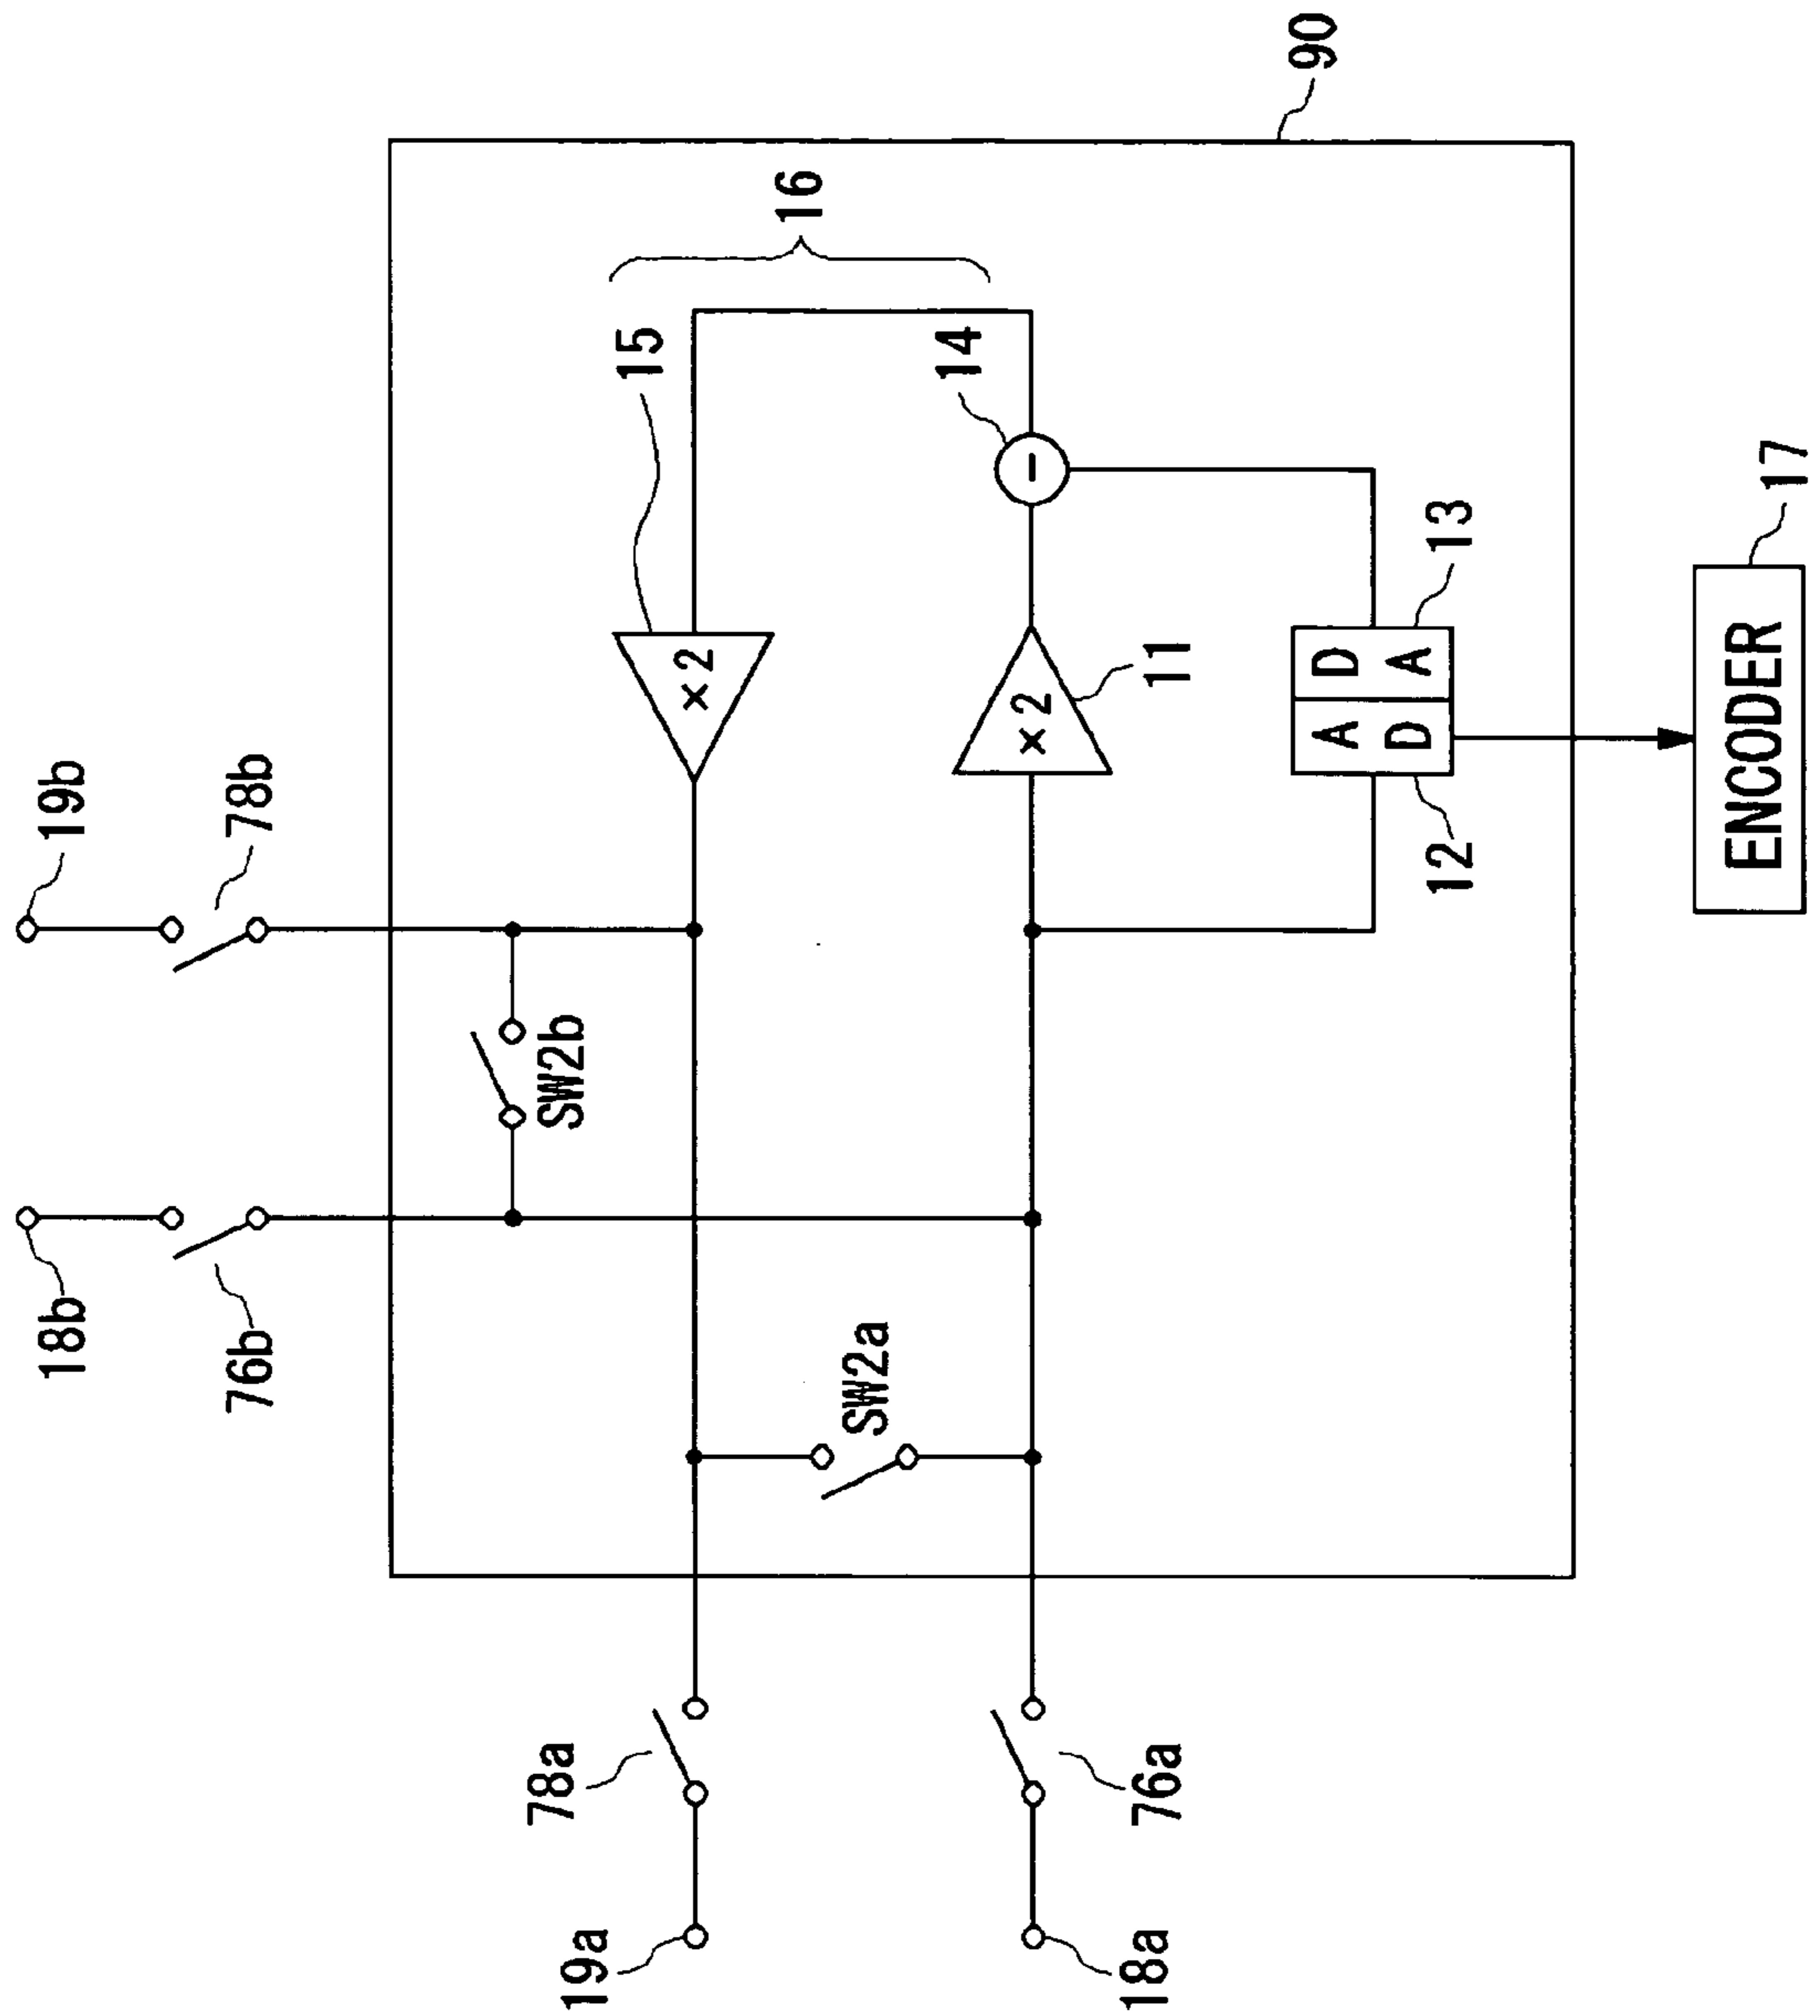 18b
19b
76b
78b
SW2b
78a
19a
15
×2
16
SW2a
14
×2
−
18a
76a
11
90
A D
D A
12
13
ENCODER
17